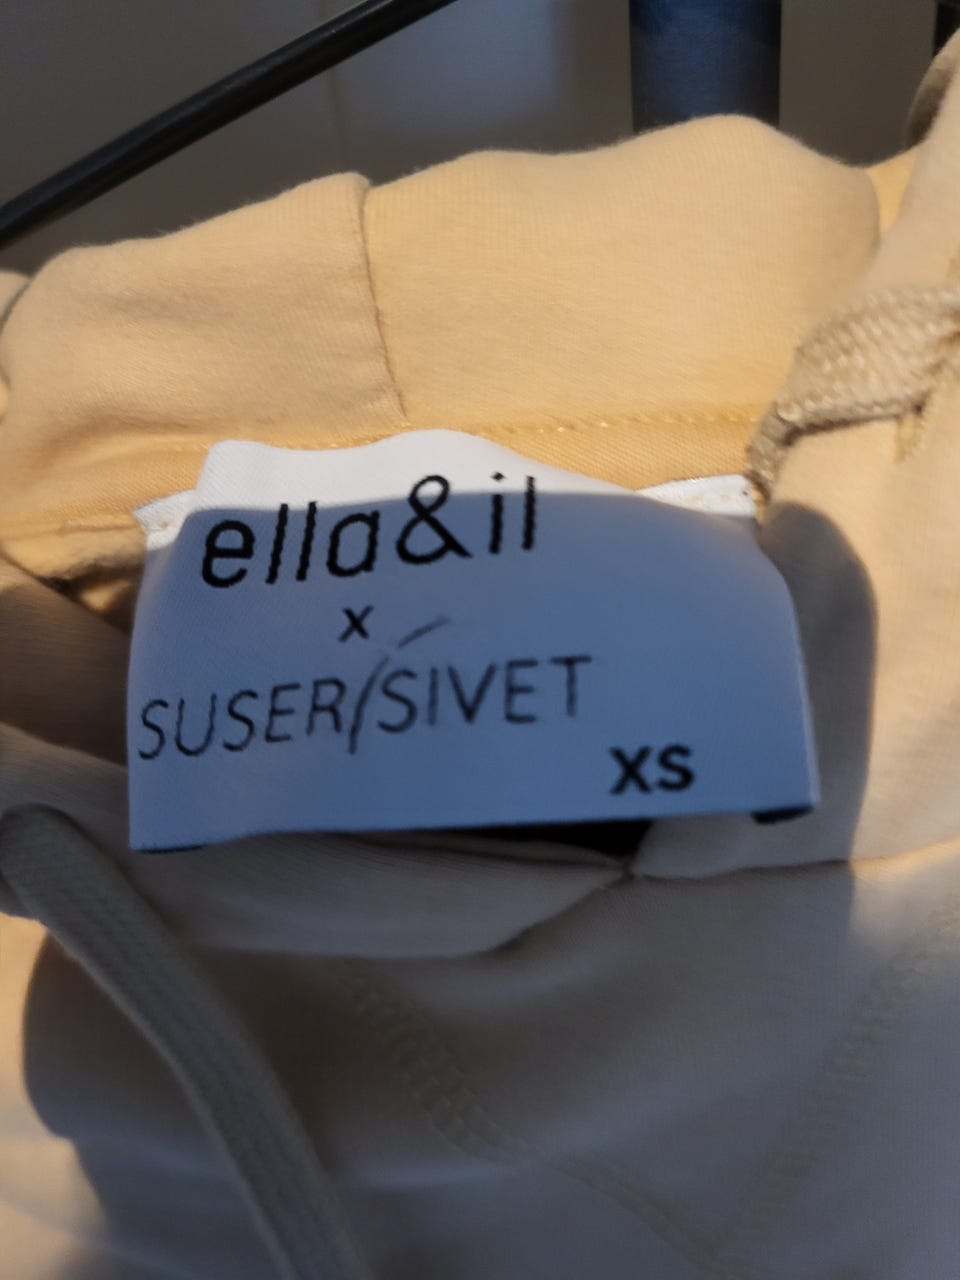 ella&il
x
SUSER/SIVET
XS